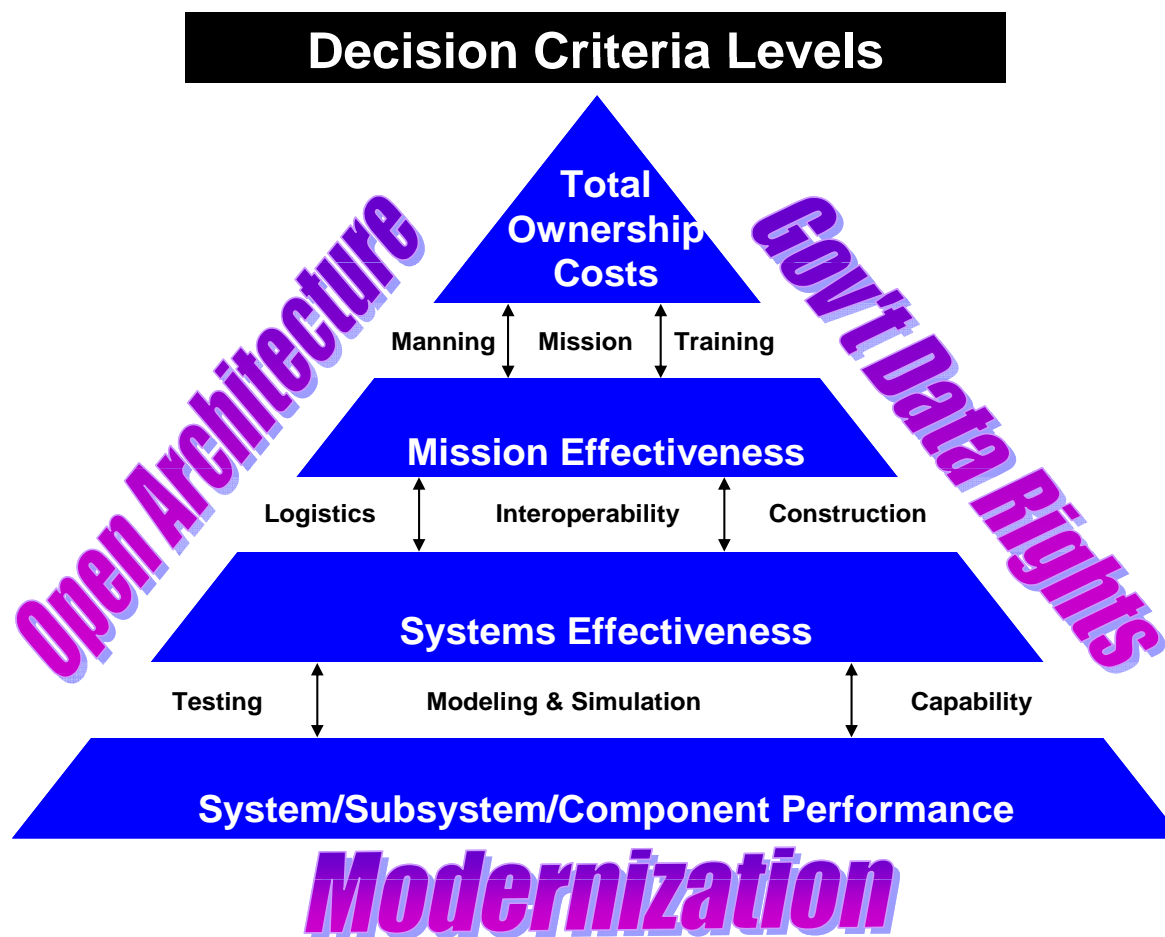 Decision Criteria Levels
Total
Ownership
Costs
Open Architecture
Gov't Data Rights
Manning Mission Training
Mission Effectiveness
Logistics Interoperability Construction
Systems Effectiveness
Testing Modeling & Simulation Capability
System/Subsystem/Component Performance
Modernization